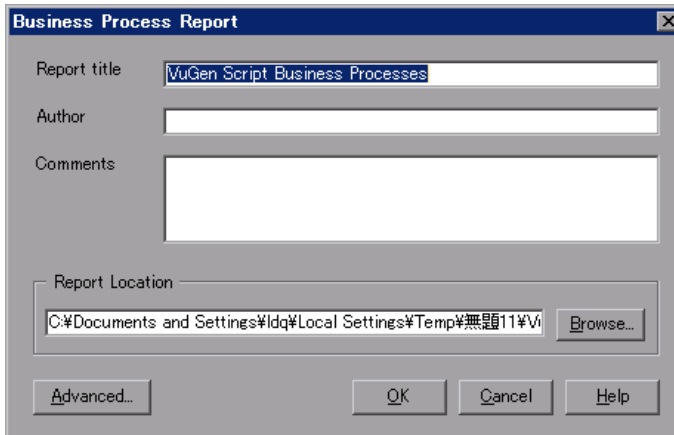 Business Process Report
Report title
VuGen Script Business Processes
Author
Comments
Report Location
C:¥Documents and Settings¥ldq¥Local Settings¥Temp¥無題11¥Vu
Browse...
Advanced...
OK
Cancel
Help